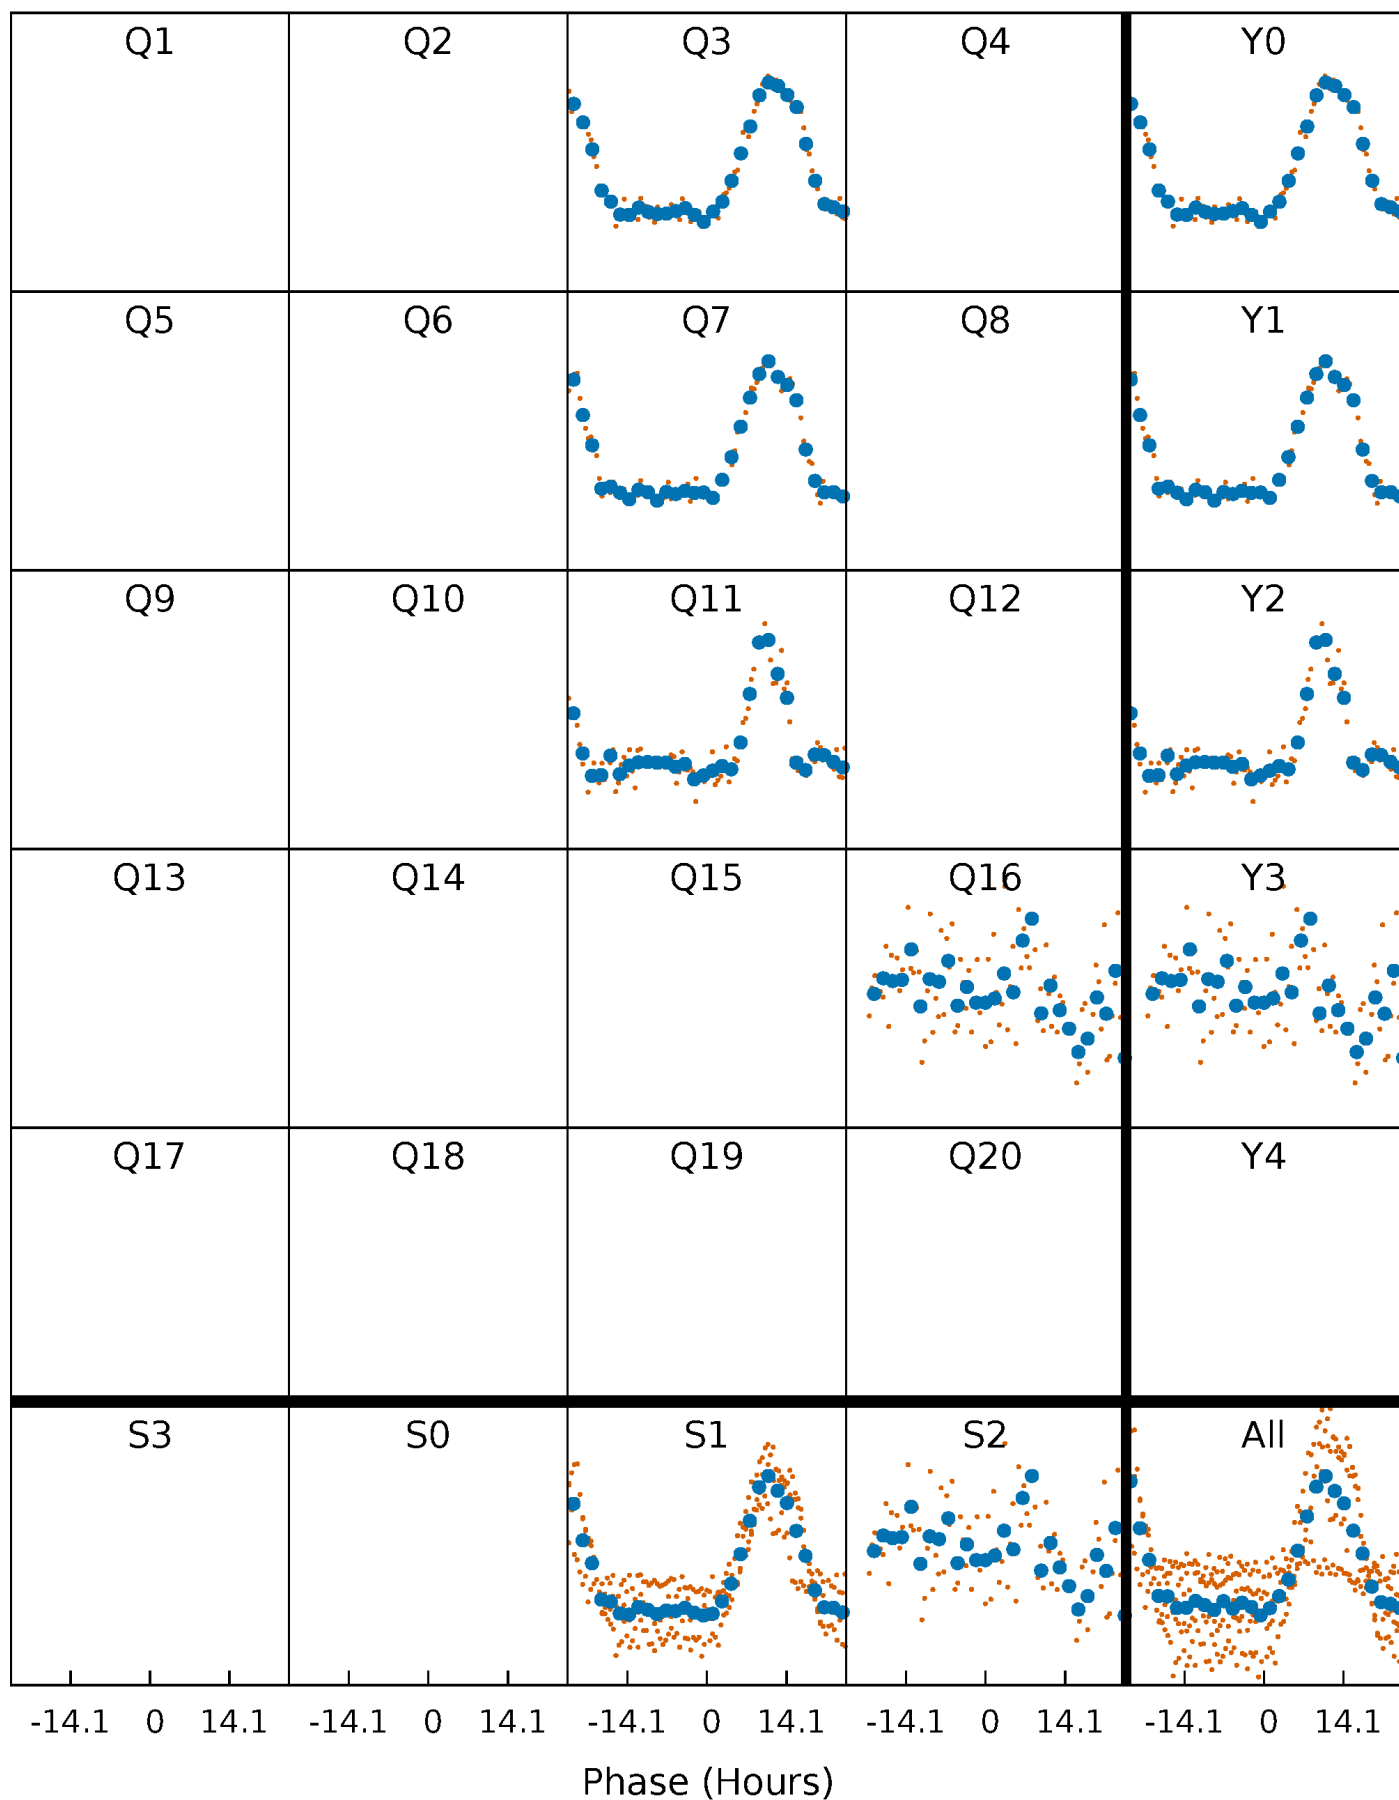 Q1 Q2 Q3 Q4 Y0
Q5 Q6 Q7 Q8 Y1
Q9 Q10 Q11 Q12 Y2
Q13 Q14 Q15 Q16 Y3
Q17 Q18 Q19 Q20 Y4
S3 S0 S1 S2 All
-14.1 0 14.1 -14.1 0 14.1 -14.1 0 14.1 -14.1 0 14.1 -14.1 0 14.1
Phase (Hours)